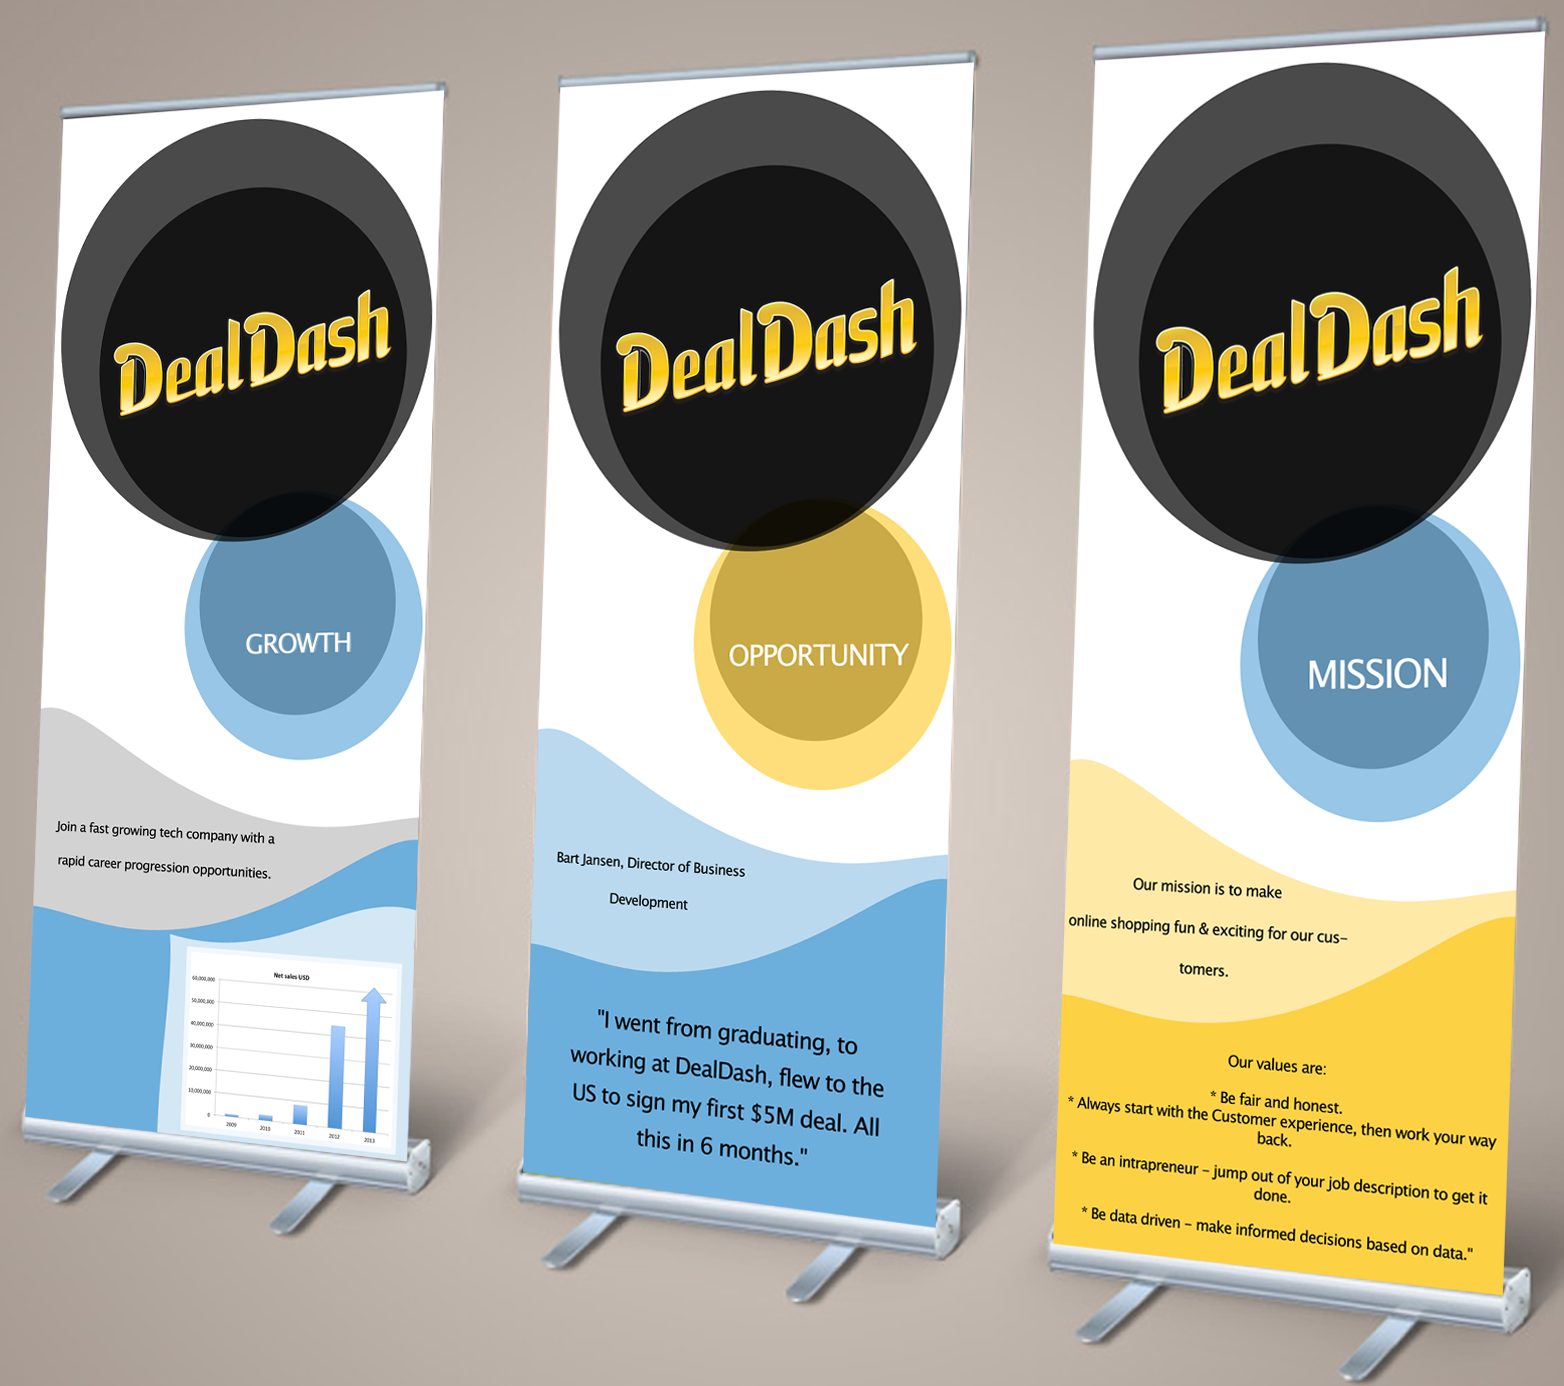 DealDash
GROWTH
Join a fast growing tech company with a
rapid career progression opportunities.
Net sales USD
60,000,000
50,000,000
40,000,000
30,000,000
20,000,000
10,000,000
0
2009 2010 2011 2012 2013
DealDash
OPPORTUNITY
Bart Jansen, Director of Business
Development
"I went from graduating, to
working at DealDash, flew to the
US to sign my first $5M deal. All
this in 6 months."
DealDash
MISSION
Our mission is to make
online shopping fun & exciting for our cus–
tomers.
Our values are:
* Be fair and honest.
* Always start with the Customer experience, then work your way
back.
* Be an intrapreneur – jump out of your job description to get it
done.
* Be data driven – make informed decisions based on data."